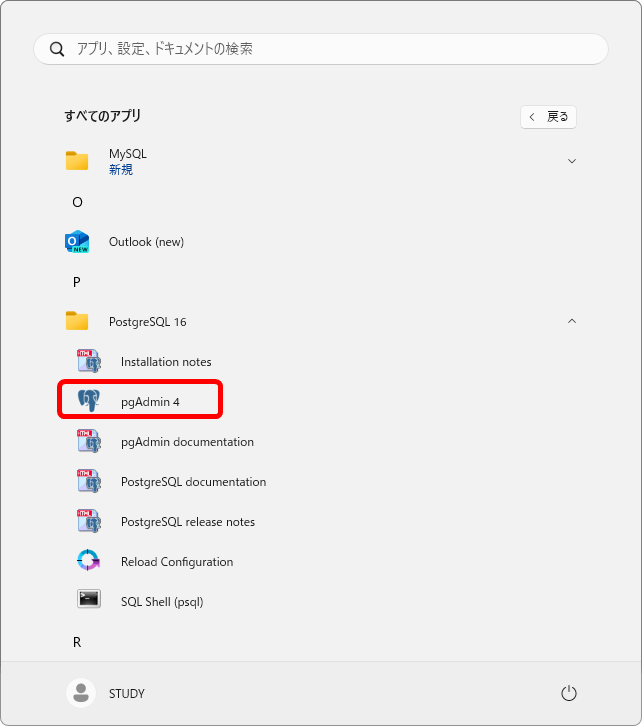 アプリ、設定、ドキュメントの検索
すべてのアプリ
戻る
MySQL
新規
O
Outlook (new)
P
PostgreSQL 16
Installation notes
pgAdmin 4
pgAdmin documentation
PostgreSQL documentation
PostgreSQL release notes
Reload Configuration
SQL Shell (psql)
R
STUDY